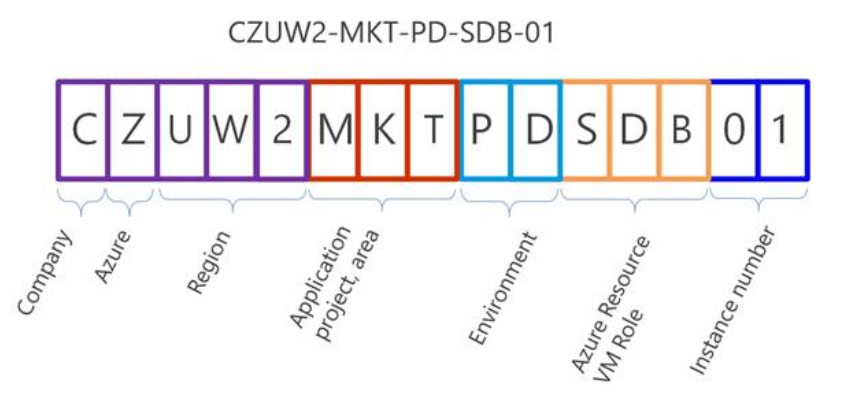 CZUW2-MKT-PD-SDB-01
C Z U W 2 M K T P D S D B 0 1
Company
Azure
Region
Application
project, area
Environment
Azure Resource
VM Role
Instance number